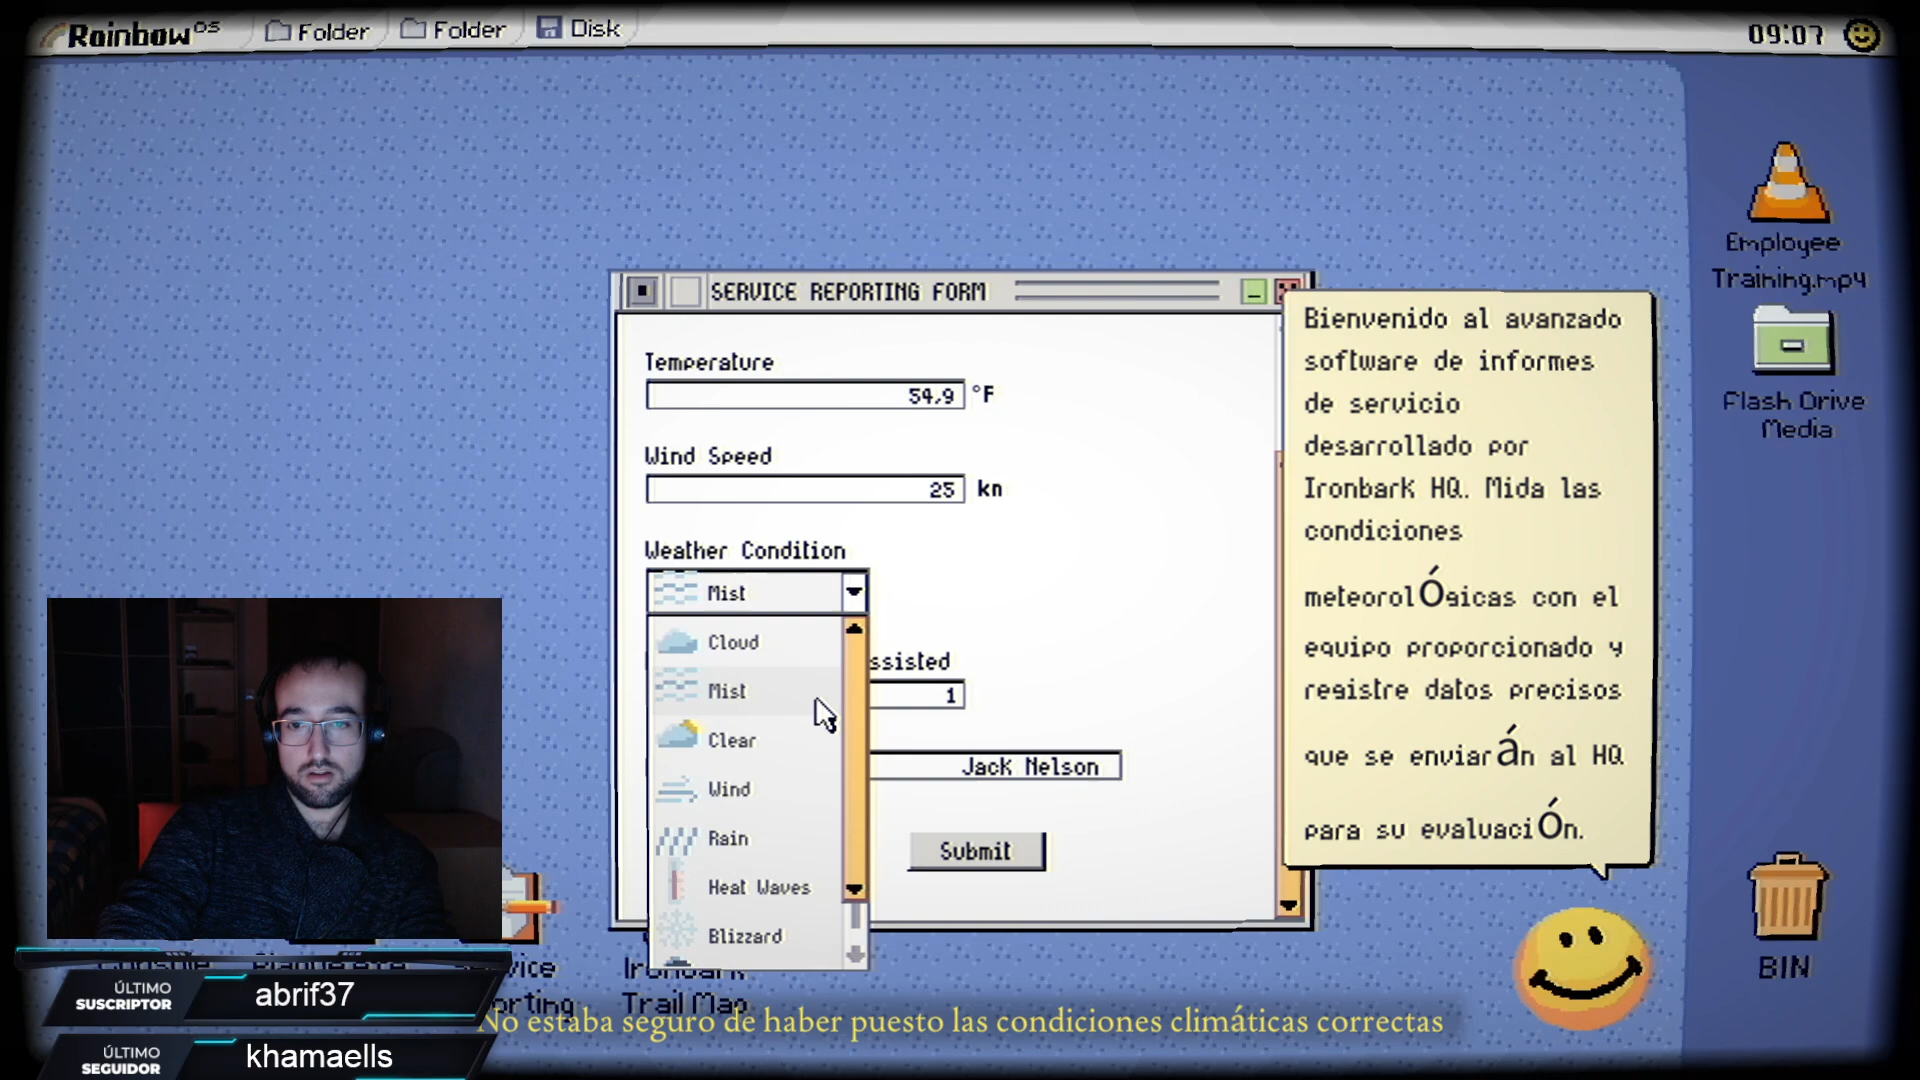 Rainbow OS
Folder
Folder
Disk
09:07
Employee
Training.mp4
Flash Drive
Media
BIN
SERVICE REPORTING FORM
Temperature
54,9 °F
Wind Speed
25 kn
Weather Condition
Mist
Cloud
Mist
Clear
Wind
Rain
Heat Waves
Blizzard
ssisted
1
Jack Nelson
Submit
Bienvenido al avanzado
software de informes
de servicio
desarrollado por
Ironbark HQ. Mida las
condiciones
meteorolÓgicas con el
equipo proporcionado y
registre datos precisos
que se enviarán al HQ
para su evaluaciÓn.
Trail Map
No estaba seguro de haber puesto las condiciones climáticas correctas
ÚLTIMO
SUSCRIPTOR
abrif37
ÚLTIMO
SEGUIDOR
khamaells